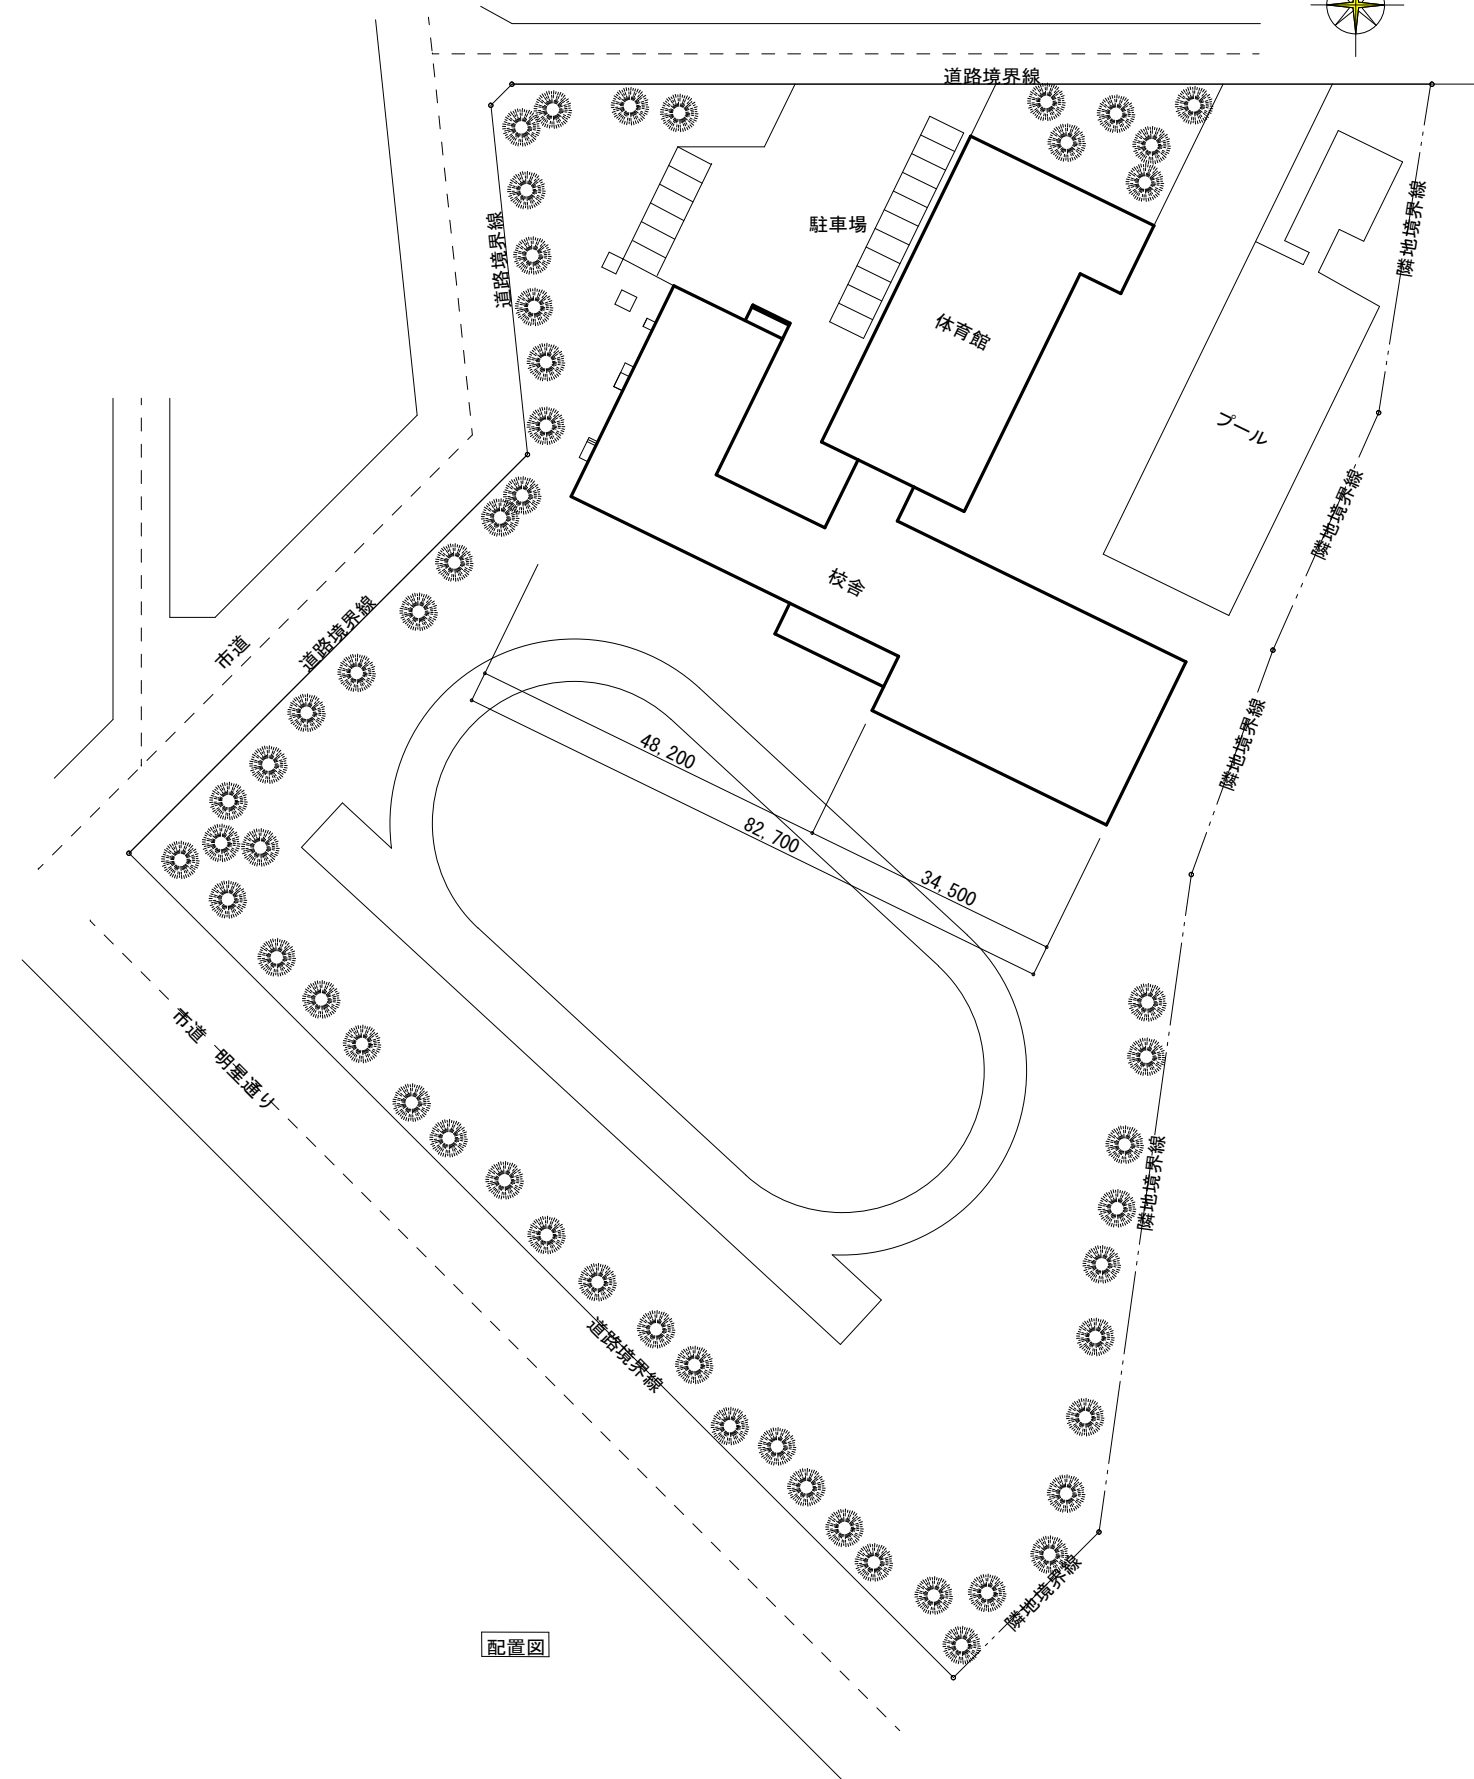 道路境界線
隣地境界線
道路境界線
駐車場
体育館
プール
隣地境界線
校舎
市道
道路境界線
隣地境界線
48,200
82,700
34,500
市道 明星通り
隣地境界線
道路境界線
隣地境界線
配置図